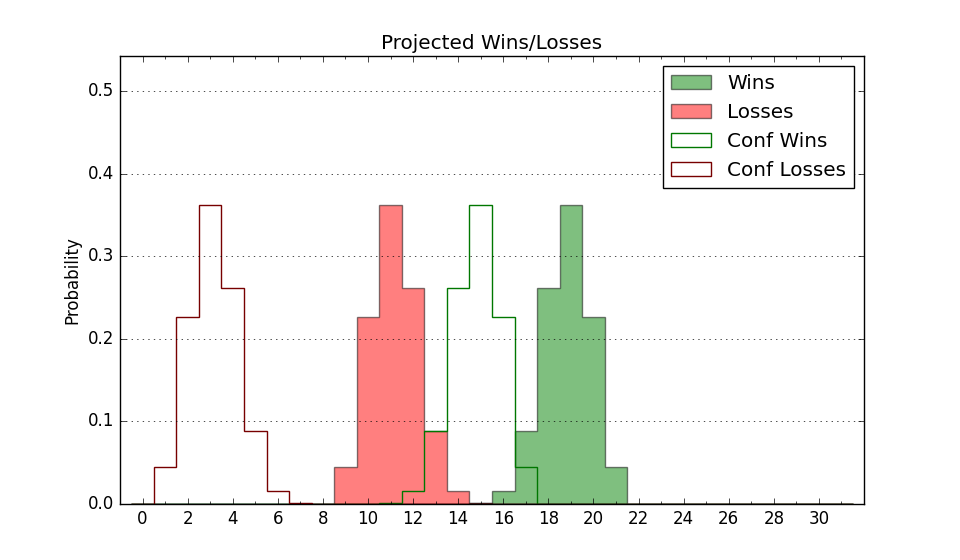 Projected Wins/Losses
Wins
Losses
Conf Wins
Conf Losses
Probability
0.5
0.4
0.3
0.2
0.1
0.0
0 2 4 6 8 10 12 14 16 18 20 22 24 26 28 30